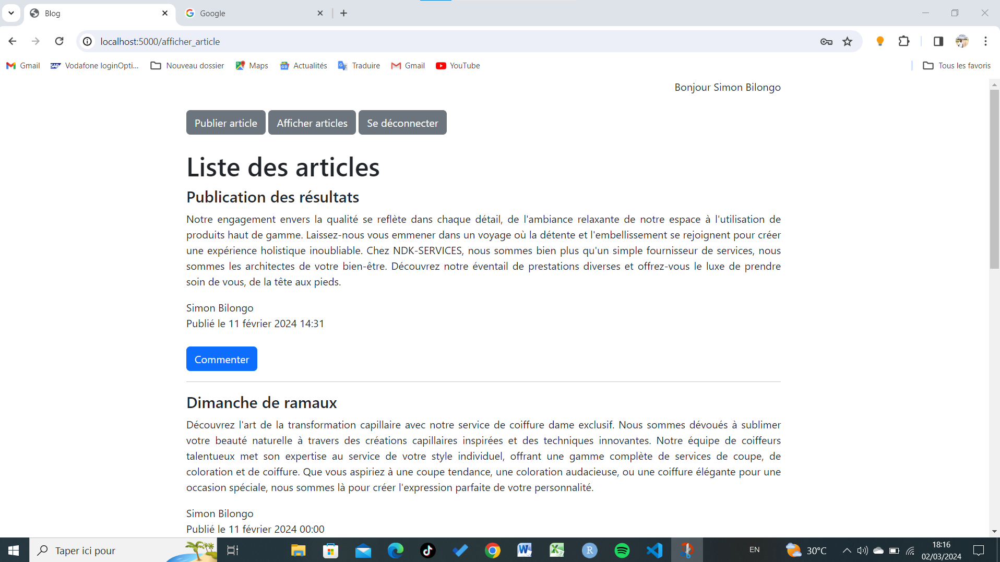 Blog
Google
localhost:5000/afficher_article
Gmail
Vodafone loginOpti...
Nouveau dossier
Maps
Actualités
Traduire
Gmail
YouTube
Tous les favoris
Bonjour Simon Bilongo
Publier article
Afficher articles
Se déconnecter
Liste des articles
Publication des résultats
Notre engagement envers la qualité se reflète dans chaque détail, de l'ambiance relaxante de notre espace à l'utilisation de
produits haut de gamme. Laissez-nous vous emmener dans un voyage où la détente et l'embellissement se rejoignent pour créer
une expérience holistique inoubliable. Chez NDK-SERVICES, nous sommes bien plus qu'un simple fournisseur de services, nous
sommes les architectes de votre bien-être. Découvrez notre éventail de prestations diverses et offrez-vous le luxe de prendre
soin de vous, de la tête aux pieds.
Simon Bilongo
Publié le 11 février 2024 14:31
Commenter
Dimanche de ramaux
Découvrez l'art de la transformation capillaire avec notre service de coiffure dame exclusif. Nous sommes dévoués à sublimer
votre beauté naturelle à travers des créations capillaires inspirées et des techniques innovantes. Notre équipe de coiffeurs
talentueux met son expertise au service de votre style individuel, offrant une gamme complète de services de coupe, de
coloration et de coiffure. Que vous aspiriez à une coupe tendance, une coloration audacieuse, ou une coiffure élégante pour une
occasion spéciale, nous sommes là pour créer l'expression parfaite de votre personnalité.
Simon Bilongo
Publié le 11 février 2024 00:00
Taper ici pour
EN
30°C
18:16
02/03/2024